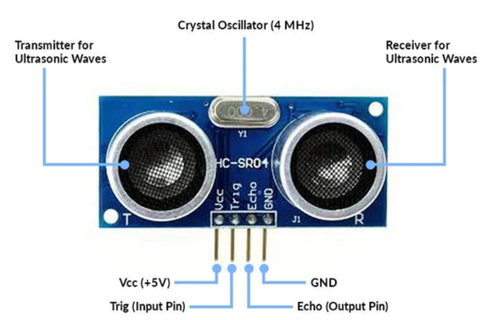 Crystal Oscillator (4 MHz)
Transmitter for
Ultrasonic Waves
Receiver for
Ultrasonic Waves
Y1
HC-SR04
Vcc
Trig
Echo
GND
T
J1
R
Vcc (+5V)
GND
Trig (Input Pin)
Echo (Output Pin)